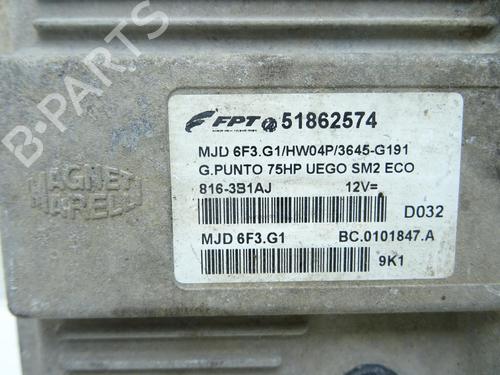 B-PARTS
FPT 51862574
MJD 6F3.G1/HW04P/3645-G191
G.PUNTO 75HP UEGO SM2 ECO
816-3B1AJ 12V=
D032
MJD 6F3.G1 BC.0101847.A
9K1
MAGNETI
MARELLI